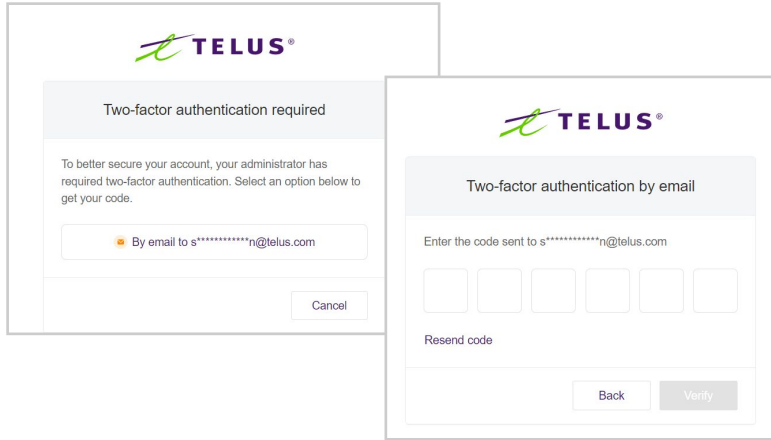 TELUS®
Two-factor authentication required
To better secure your account, your administrator has
required two-factor authentication. Select an option below to
get your code.
By email to s************n@telus.com
Cancel
TELUS®
Two-factor authentication by email
Enter the code sent to s************n@telus.com
Resend code
Back
Verify